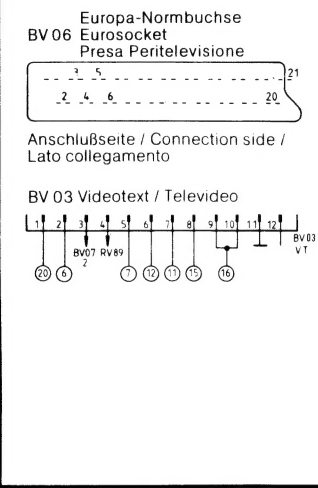 Europa-Normbuchse
BV 06 Eurosocket
Presa Peritelevisione
3 5 21
2 4 6 20
Anschlußseite / Connection side /
Lato collegamento
BV 03 Videotext / Televideo
1 2 3 4 5 6 7 8 9 10 11 12
BV03
VT
BV07 RV89
2
20 6 7 12 11 15 16